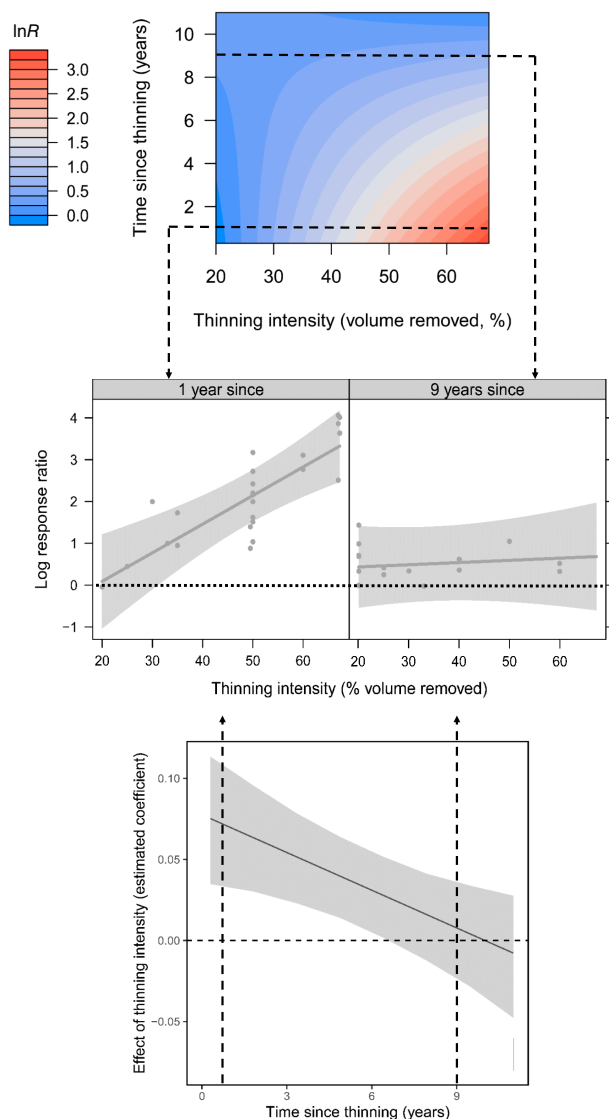 lnR
3.0
2.5
2.0
1.5
1.0
0.5
0.0
Time since thinning (years)
10
8
6
4
2
20 30 40 50 60
Thinning intensity (volume removed, %)
1 year since 9 years since
Log response ratio
4
3
2
1
0
−1
20 30 40 50 60 20 30 40 50 60
Thinning intensity (% volume removed)
Effect of thinning intensity (estimated coefficient)
0.10
0.05
0.00
−0.05
0 3 6 9
Time since thinning (years)